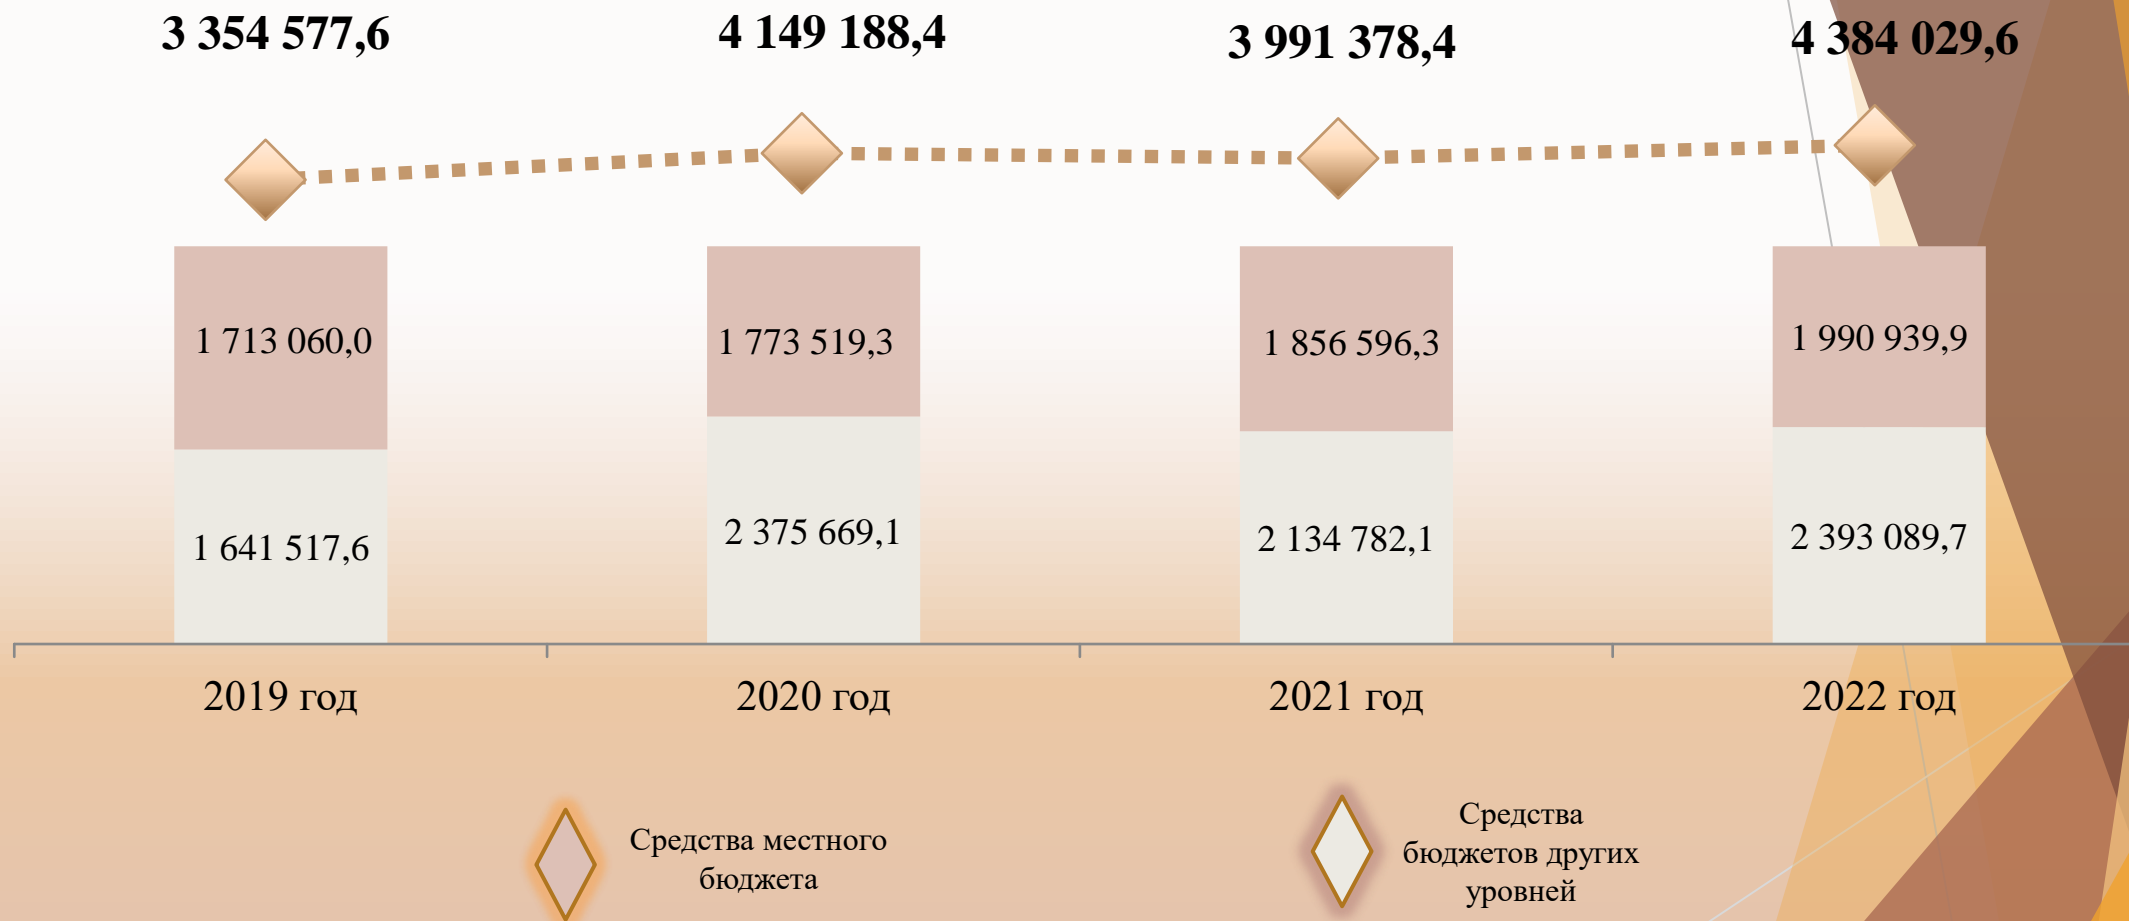 3 354 577,6
4 149 188,4
3 991 378,4
4 384 029,6
1 713 060,0
1 773 519,3
1 856 596,3
1 990 939,9
1 641 517,6
2 375 669,1
2 134 782,1
2 393 089,7
2019 год
2020 год
2021 год
2022 год
Средства местного
бюджета
Средства
бюджетов других
уровней